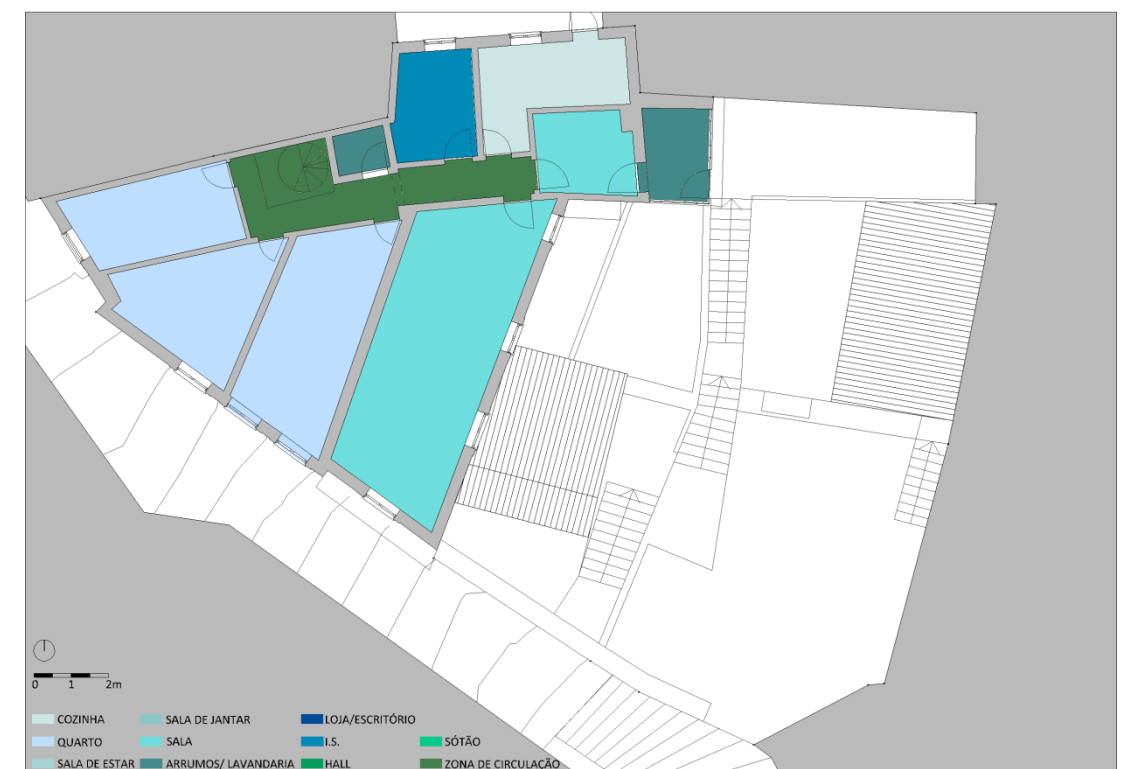 0 1 2m
COZINHA SALA DE JANTAR LOJA/ESCRITÓRIO
QUARTO SALA I.S. SÓTÃO
SALA DE ESTAR ARRUMOS/ LAVANDARIA HALL ZONA DE CIRCULAÇÃO